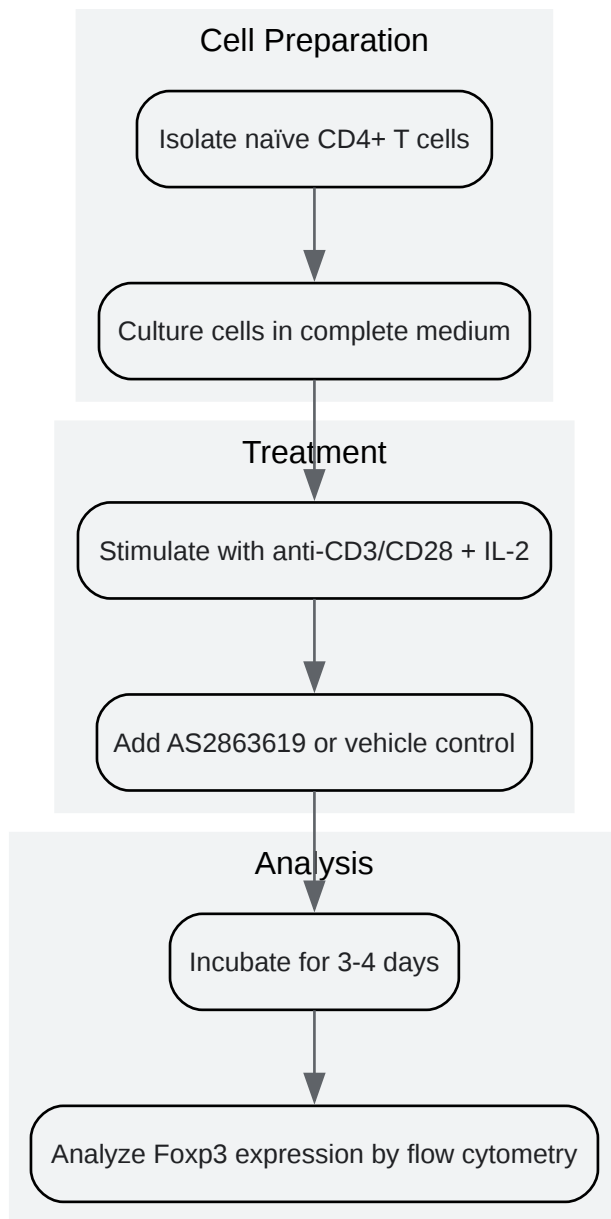 Cell Preparation
Isolate naïve CD4+ T cells
Culture cells in complete medium
Treatment
Stimulate with anti-CD3/CD28 + IL-2
Add AS2863619 or vehicle control
Analysis
Incubate for 3-4 days
Analyze Foxp3 expression by flow cytometry